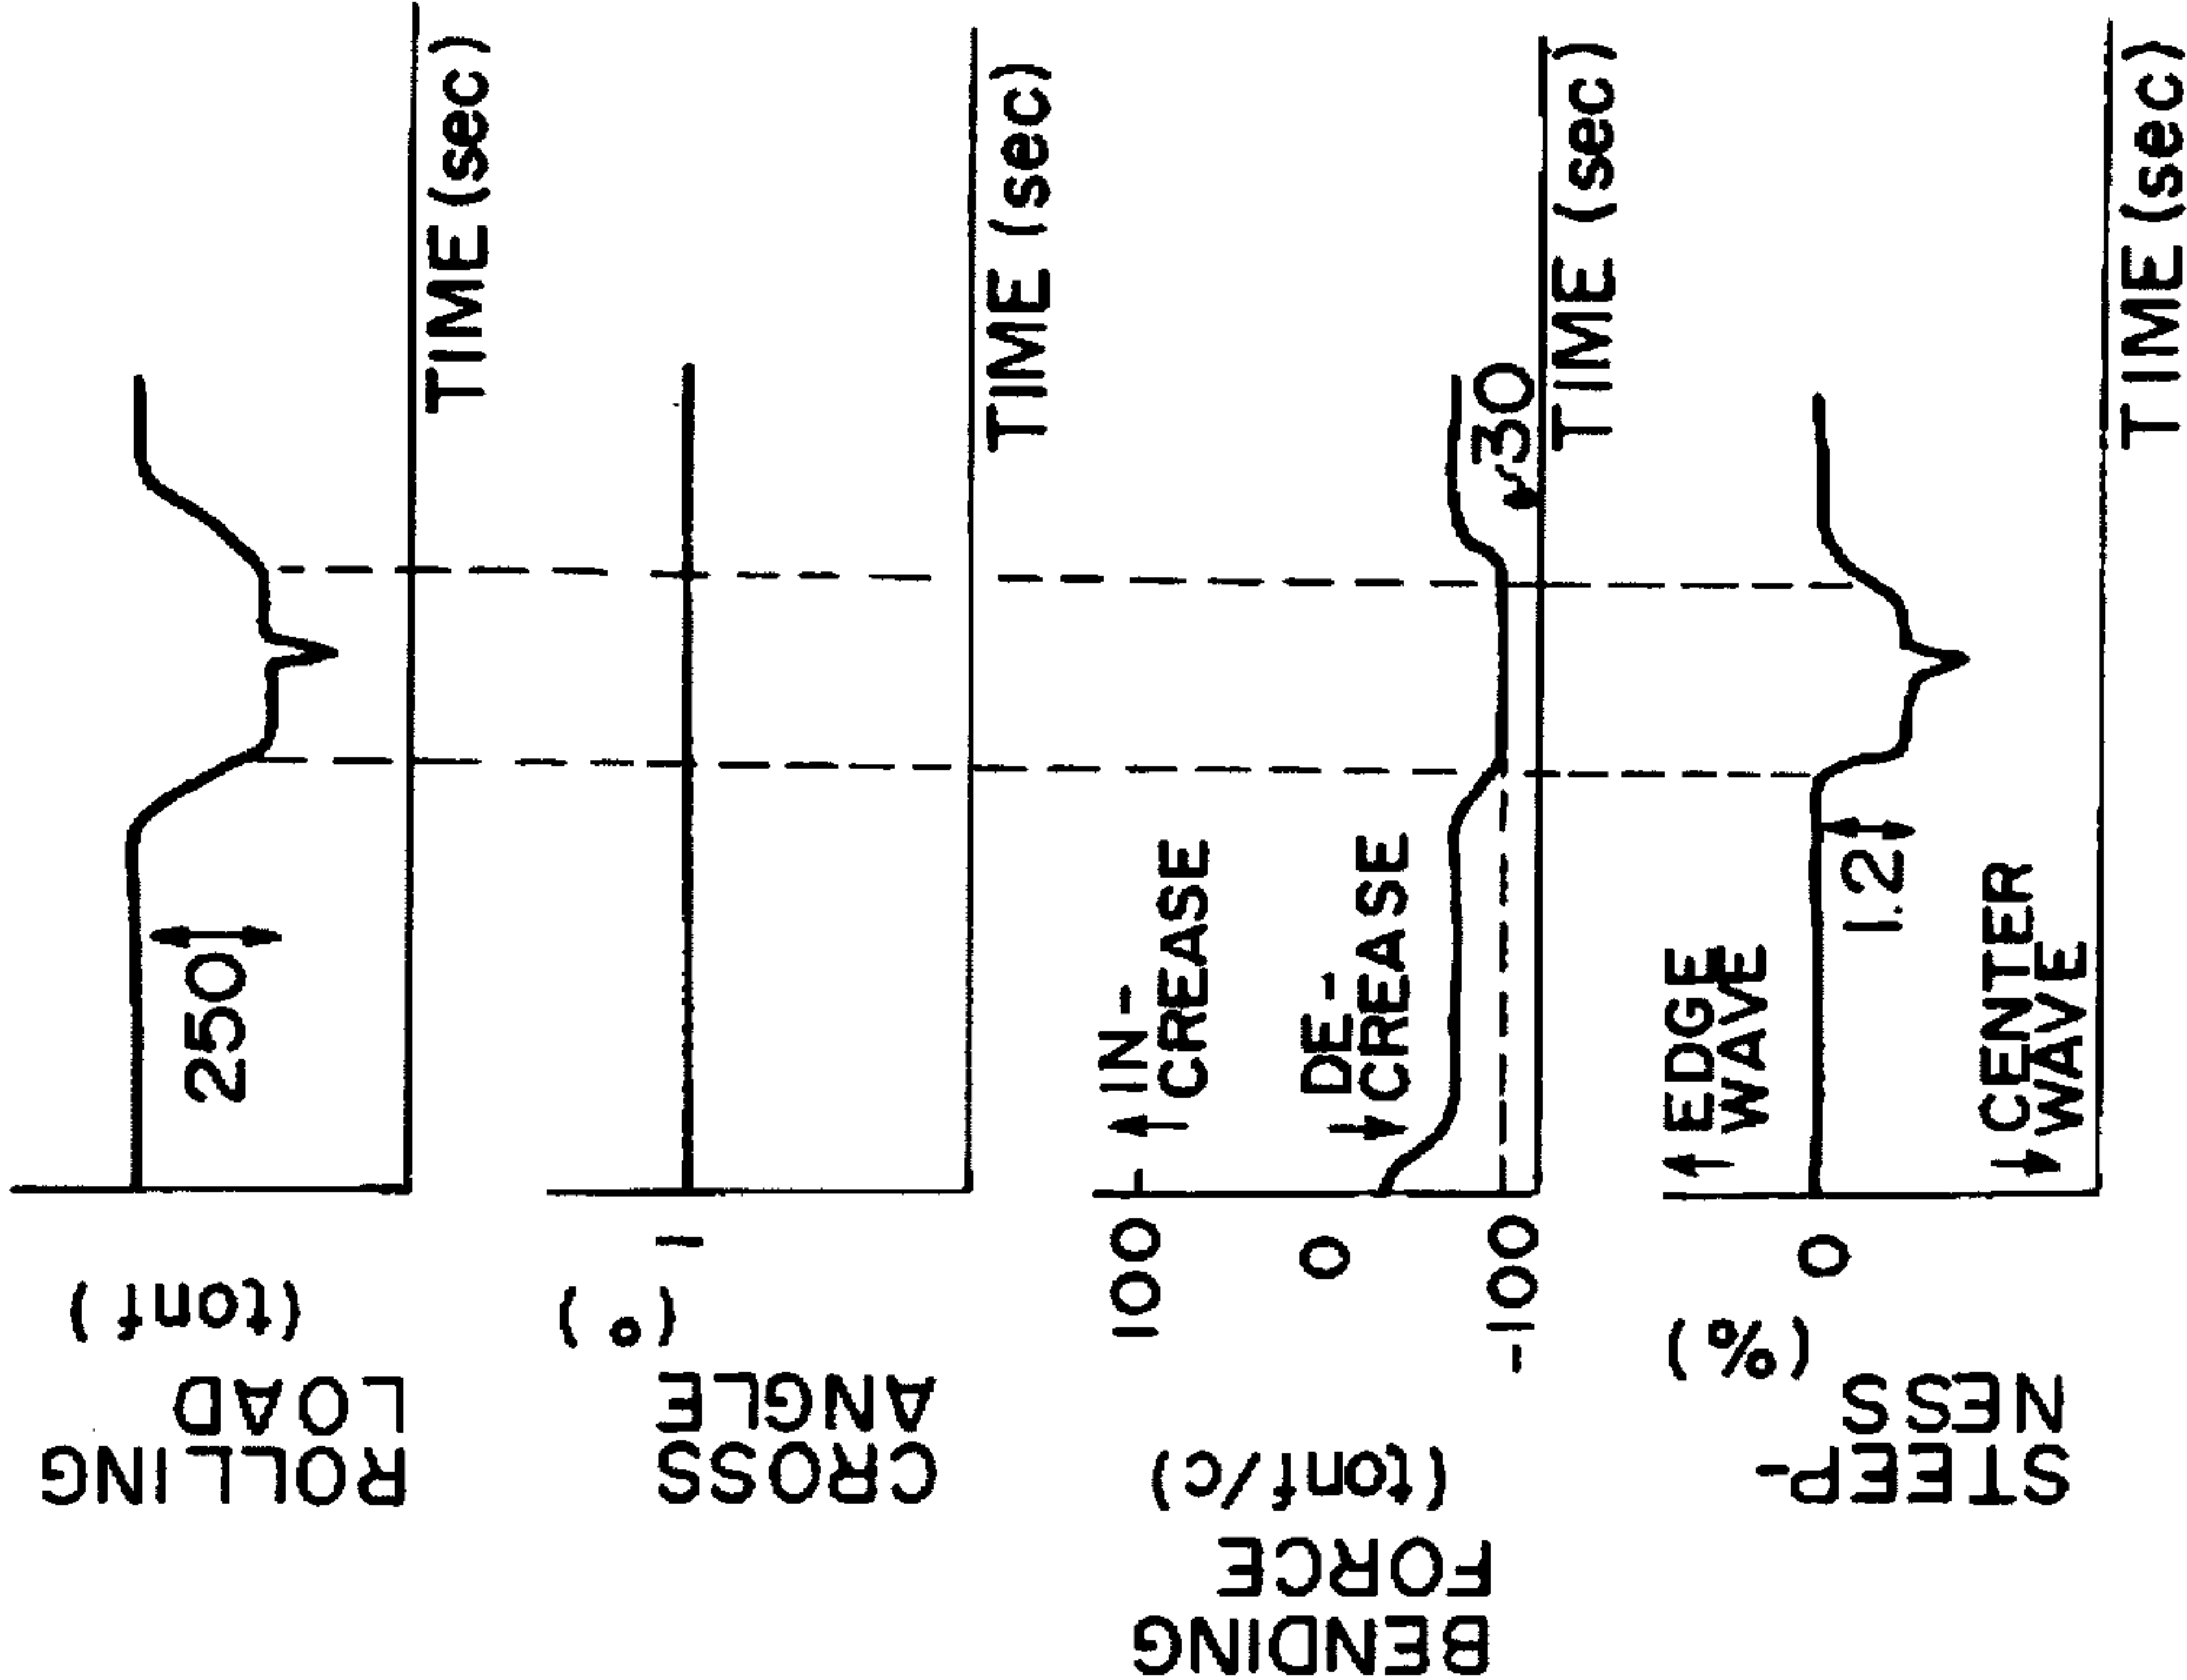 ROLLING
LOAD
(tonf)
250
TIME (sec)
CROSS
ANGLE
(°)
1
TIME (sec)
BENDING
FORCE
(tonf/c)
100
0
-100
IN-
CREASE
DE-
CREASE
30
TIME (sec)
STEEP-
NESS
(%)
0
EDGE
WAVE
CENTER
WAVE
1.2
TIME (sec)